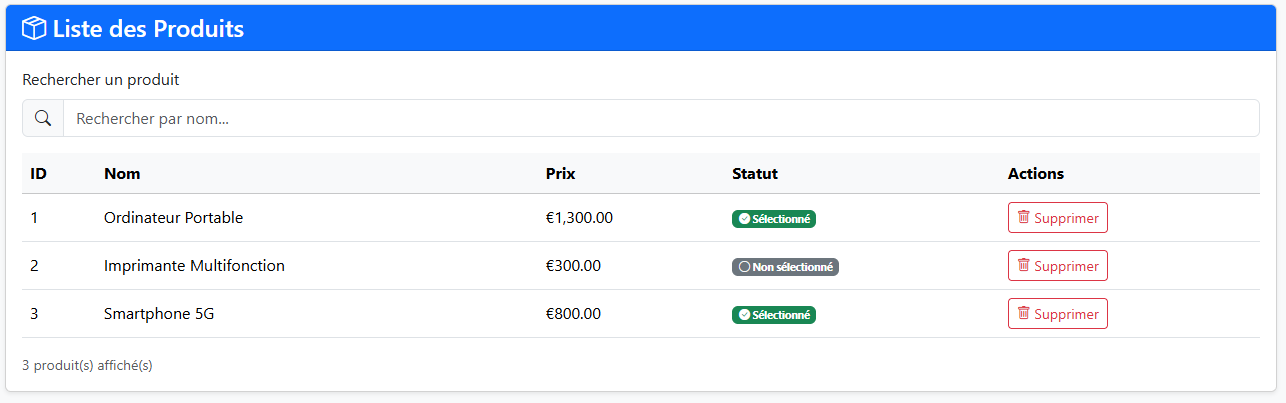 Liste des Produits
Rechercher un produit
Rechercher par nom...
ID Nom Prix Statut Actions
1 Ordinateur Portable €1,300.00 Sélectionné Supprimer
2 Imprimante Multifonction €300.00 Non sélectionné Supprimer
3 Smartphone 5G €800.00 Sélectionné Supprimer
3 produit(s) affiché(s)